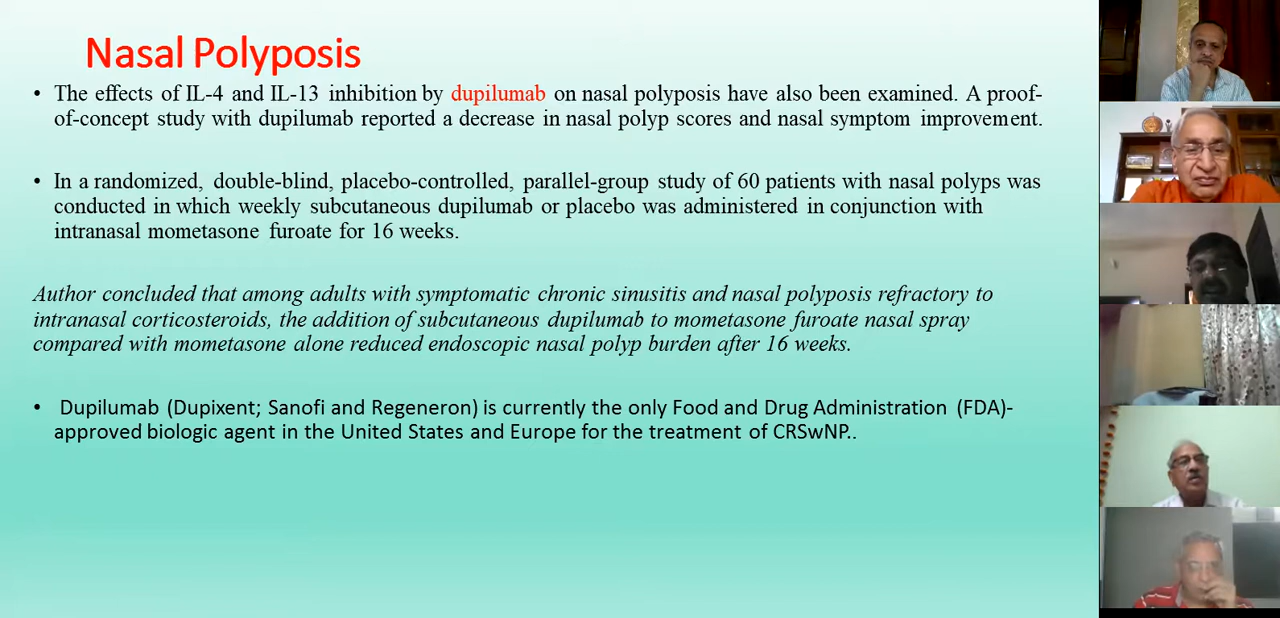 Nasal Polyposis
• The effects of IL-4 and IL-13 inhibition by dupilumab on nasal polyposis have also been examined. A proof-
of-concept study with dupilumab reported a decrease in nasal polyp scores and nasal symptom improvement.
• In a randomized, double-blind, placebo-controlled, parallel-group study of 60 patients with nasal polyps was
conducted in which weekly subcutaneous dupilumab or placebo was administered in conjunction with
intranasal mometasone furoate for 16 weeks.
Author concluded that among adults with symptomatic chronic sinusitis and nasal polyposis refractory to
intranasal corticosteroids, the addition of subcutaneous dupilumab to mometasone furoate nasal spray
compared with mometasone alone reduced endoscopic nasal polyp burden after 16 weeks.
• Dupilumab (Dupixent; Sanofi and Regeneron) is currently the only Food and Drug Administration (FDA)-
approved biologic agent in the United States and Europe for the treatment of CRSwNP..